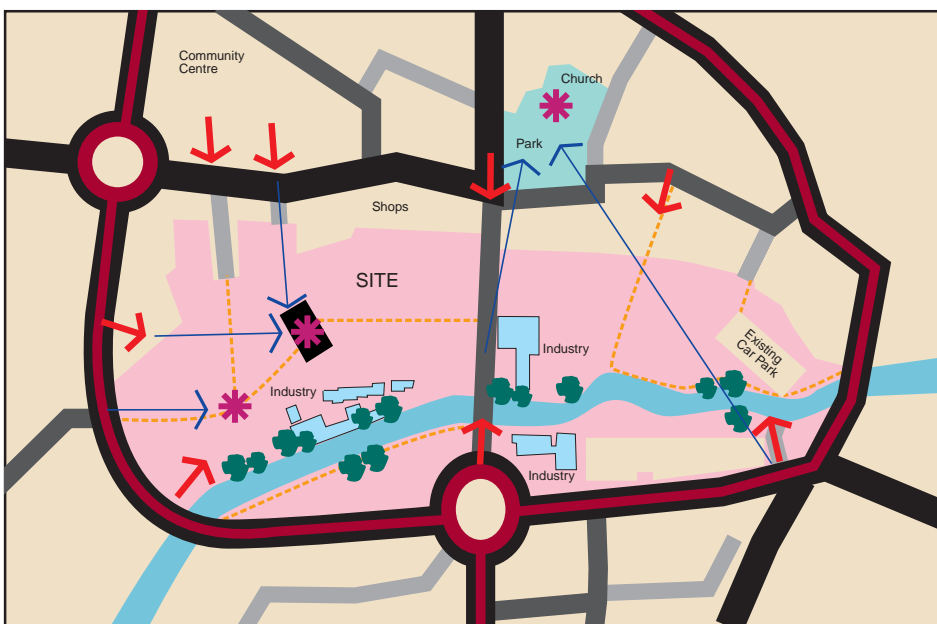 Community
Centre
Church
Park
Shops
SITE
Industry
Existing
Car Park
Industry
Industry